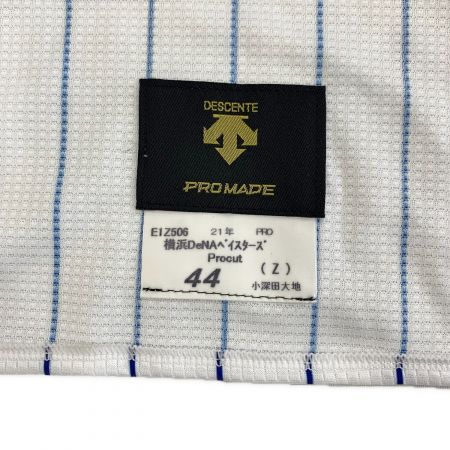 DESCENTE
PRO MADE
EIZ506 21年 PRO
横浜DeNAベイスターズ
Procut
44 (Z)
小深田大地